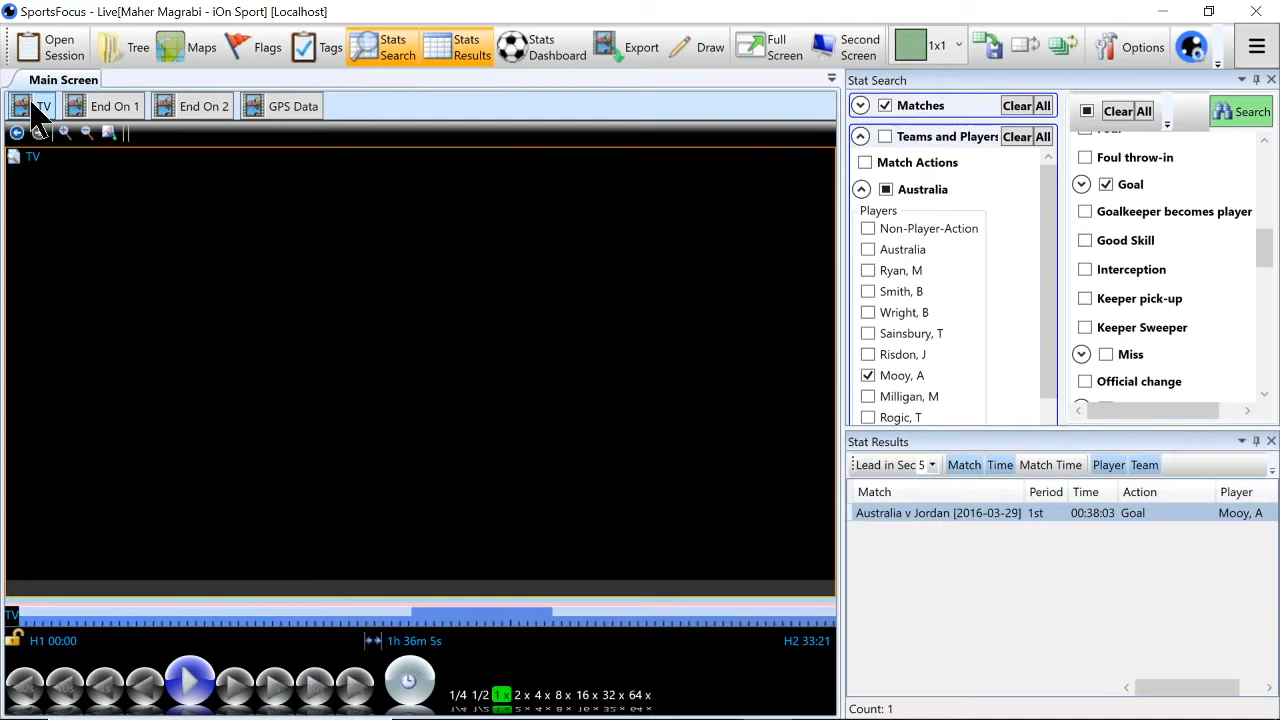 SportsFocus - Live[Maher Magrabi - iOn Sport] [Localhost]
Open Session
Tree
Maps
Flags
Tags
Stats Search
Stats Results
Stats Dashboard
Export
Draw
Full Screen
Second Screen
1x1
Options
Main Screen
TV
End On 1
End On 2
GPS Data
TV
TV
H1 00:00
1h 36m 5s
H2 33:21
1/4 1/2 1 x 2 x 4 x 8 x 16 x 32 x 64 x
Stat Search
Matches Clear All
Teams and Players Clear All
Match Actions
Australia
Players
Non-Player-Action
Australia
Ryan, M
Smith, B
Wright, B
Sainsbury, T
Risdon, J
Mooy, A
Milligan, M
Rogic, T
Clear All
Search
Foul throw-in
Goal
Goalkeeper becomes player
Good Skill
Interception
Keeper pick-up
Keeper Sweeper
Miss
Official change
Stat Results
Lead in Sec 5 Match Time Match Time Player Team
Match Period Time Action Player
Australia v Jordan [2016-03-29] 1st 00:38:03 Goal Mooy, A
Count: 1